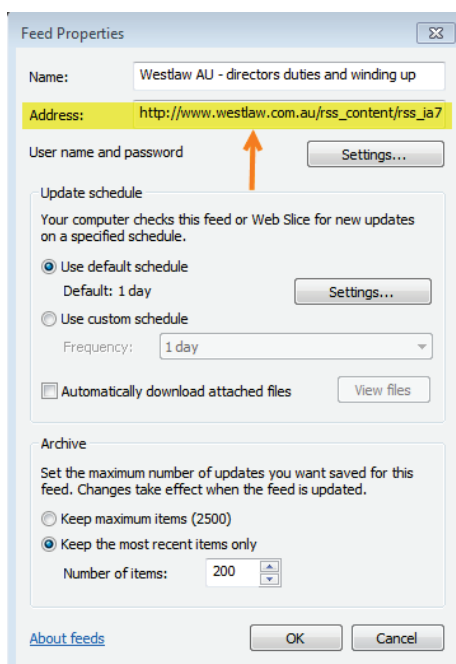 Feed Properties
Name: Westlaw AU - directors duties and winding up
Address: http://www.westlaw.com.au/rss_content/rss_ia7
User name and password Settings...
Update schedule
Your computer checks this feed or Web Slice for new updates
on a specified schedule.
Use default schedule
Default: 1 day Settings...
Use custom schedule
Frequency: 1 day
Automatically download attached files View files
Archive
Set the maximum number of updates you want saved for this
feed. Changes take effect when the feed is updated.
Keep maximum items (2500)
Keep the most recent items only
Number of items: 200
About feeds OK Cancel